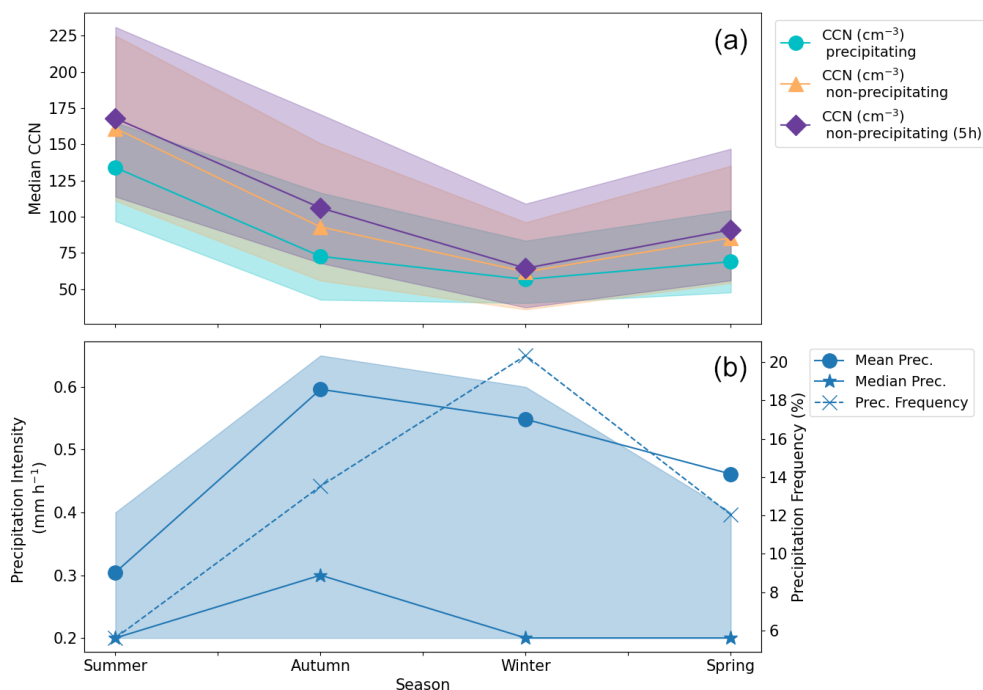 (a)
Median CCN
225
200
175
150
125
100
75
50
CCN (cm⁻³)
precipitating
CCN (cm⁻³)
non-precipitating
CCN (cm⁻³)
non-precipitating (5h)
(b)
Precipitation Intensity
(mm h⁻¹)
0.6
0.5
0.4
0.3
0.2
20
18
16
14
12
10
8
6
Precipitation Frequency (%)
Mean Prec.
Median Prec.
Prec. Frequency
Summer
Autumn
Winter
Spring
Season